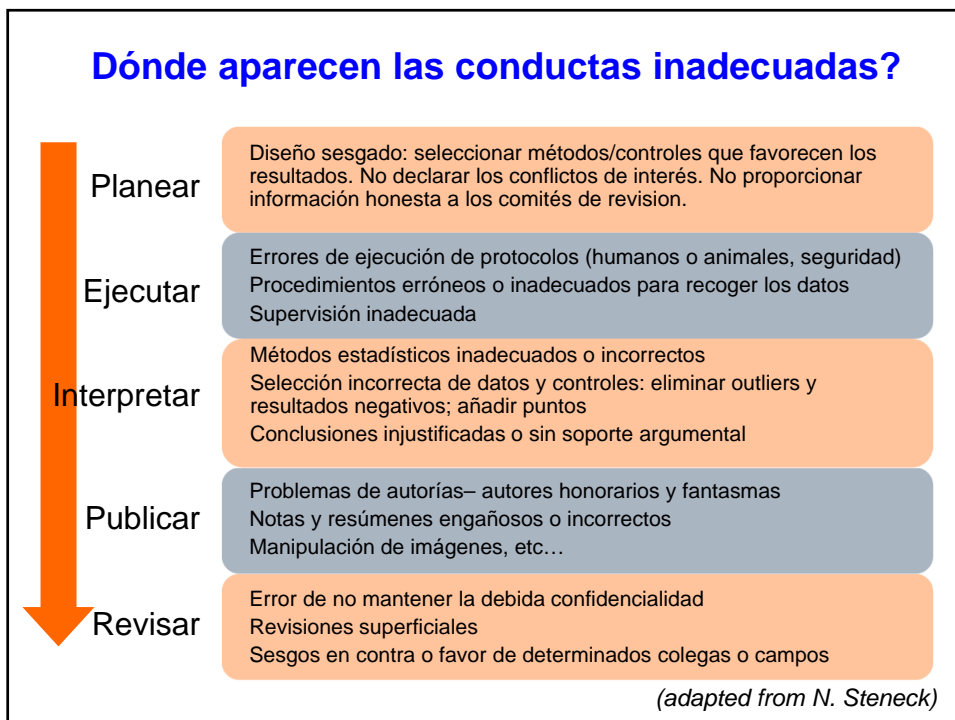 Dónde aparecen las conductas inadecuadas?
Planear
Diseño sesgado: seleccionar métodos/controles que favorecen los
resultados. No declarar los conflictos de interés. No proporcionar
información honesta a los comités de revision.
Ejecutar
Errores de ejecución de protocolos (humanos o animales, seguridad)
Procedimientos erróneos o inadecuados para recoger los datos
Supervisión inadecuada
Interpretar
Métodos estadísticos inadecuados o incorrectos
Selección incorrecta de datos y controles: eliminar outliers y
resultados negativos; añadir puntos
Conclusiones injustificadas o sin soporte argumental
Publicar
Problemas de autorías– autores honorarios y fantasmas
Notas y resúmenes engañosos o incorrectos
Manipulación de imágenes, etc…
Revisar
Error de no mantener la debida confidencialidad
Revisiones superficiales
Sesgos en contra o favor de determinados colegas o campos
(adapted from N. Steneck)